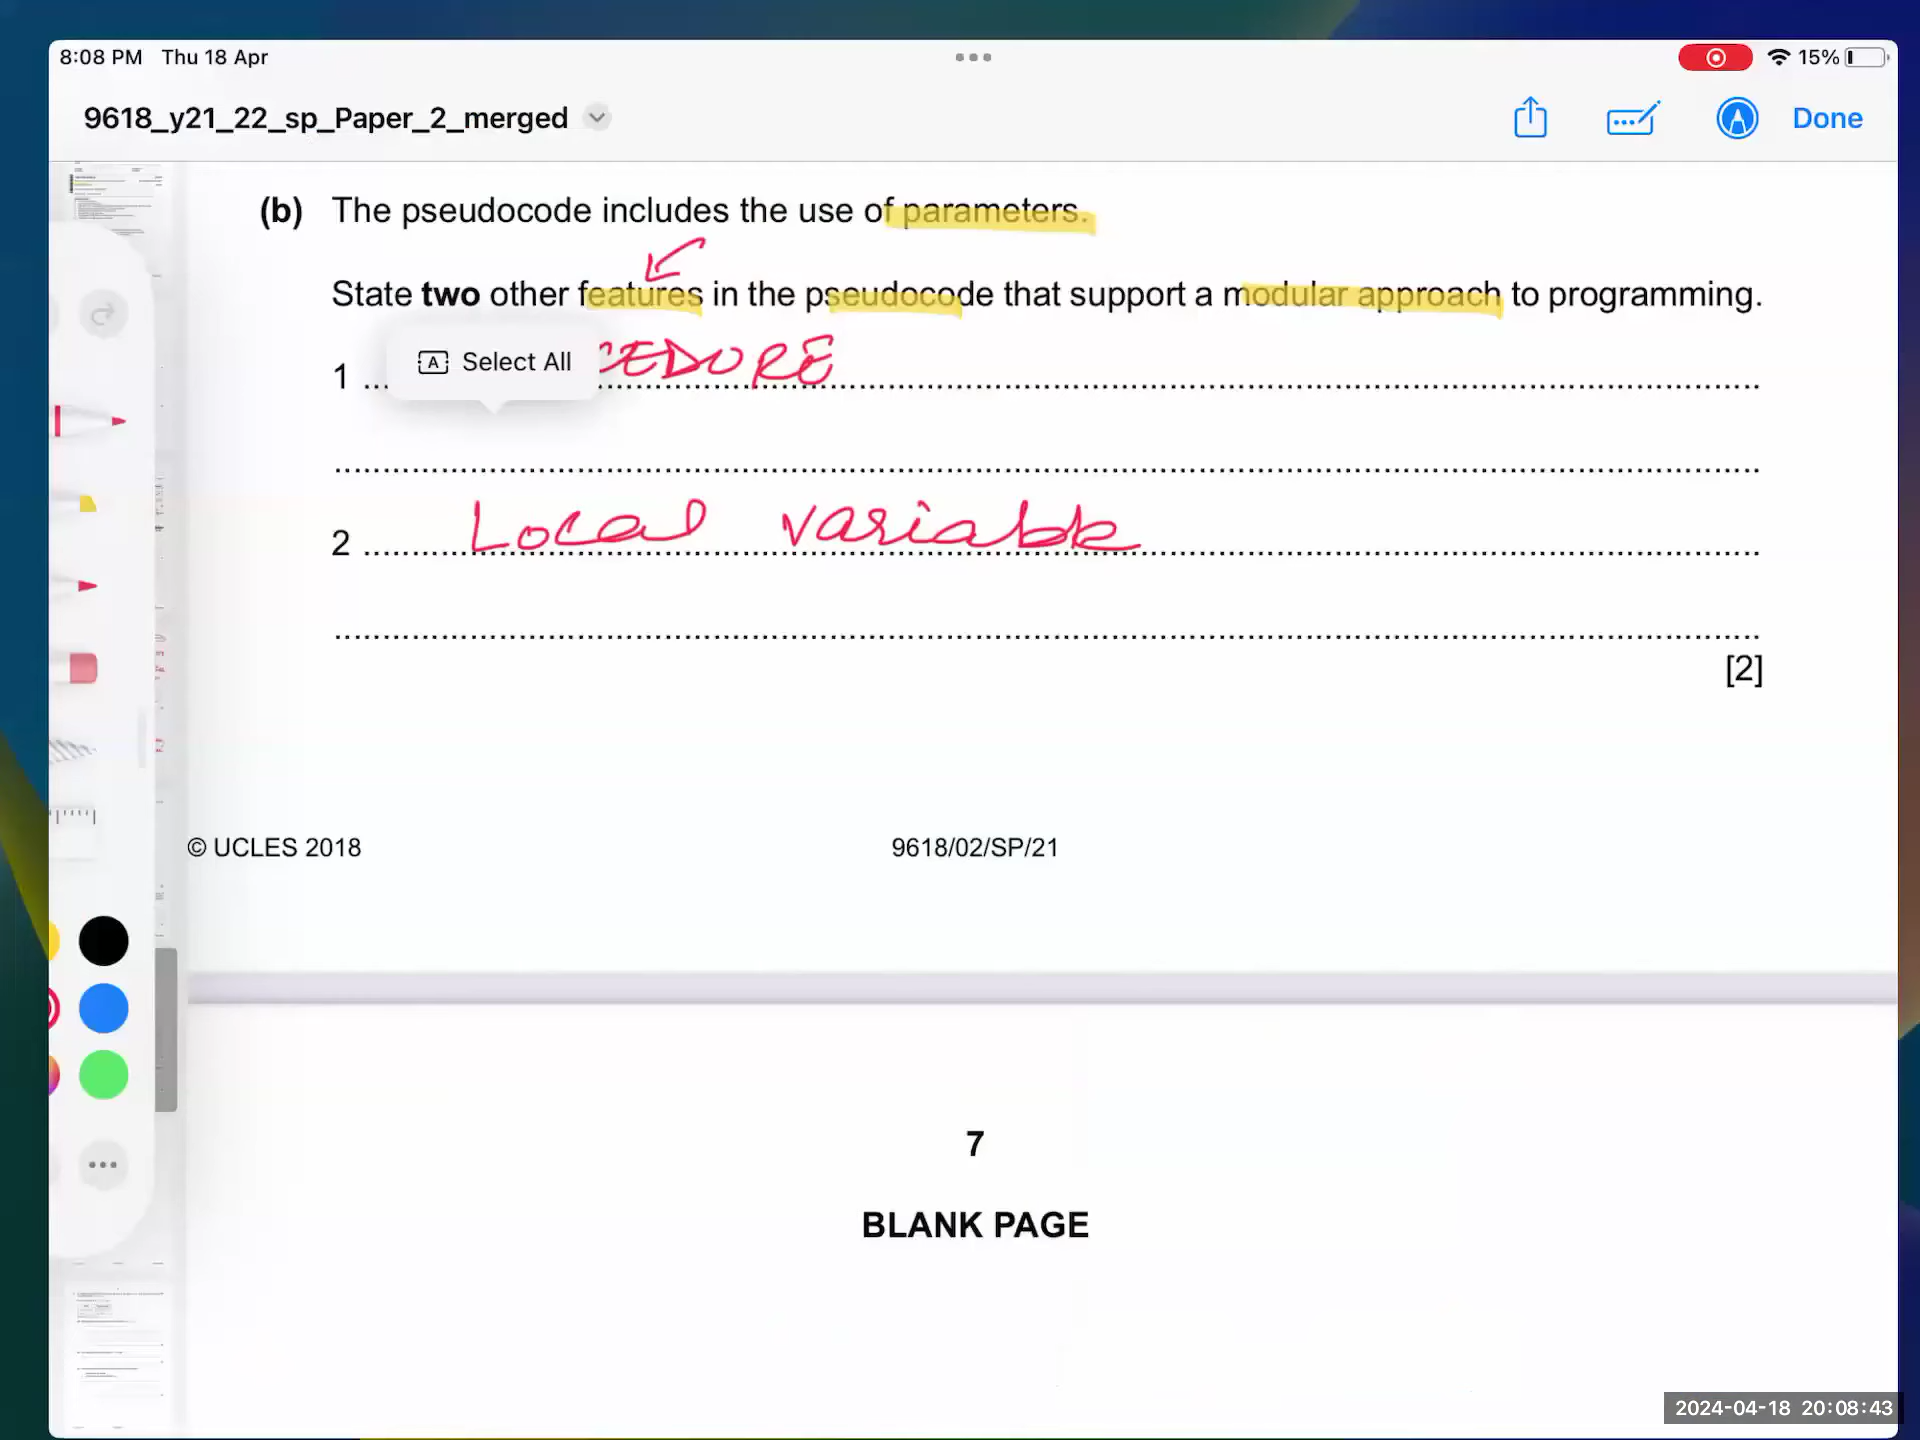 8:08 PM Thu 18 Apr
15%
9618_y21_22_sp_Paper_2_merged
Done
(b) The pseudocode includes the use of parameters.
State two other features in the pseudocode that support a modular approach to programming.
Select All
1 CEDURE
2 Local variable
[2]
© UCLES 2018
9618/02/SP/21
7
BLANK PAGE
2024-04-18 20:08:43